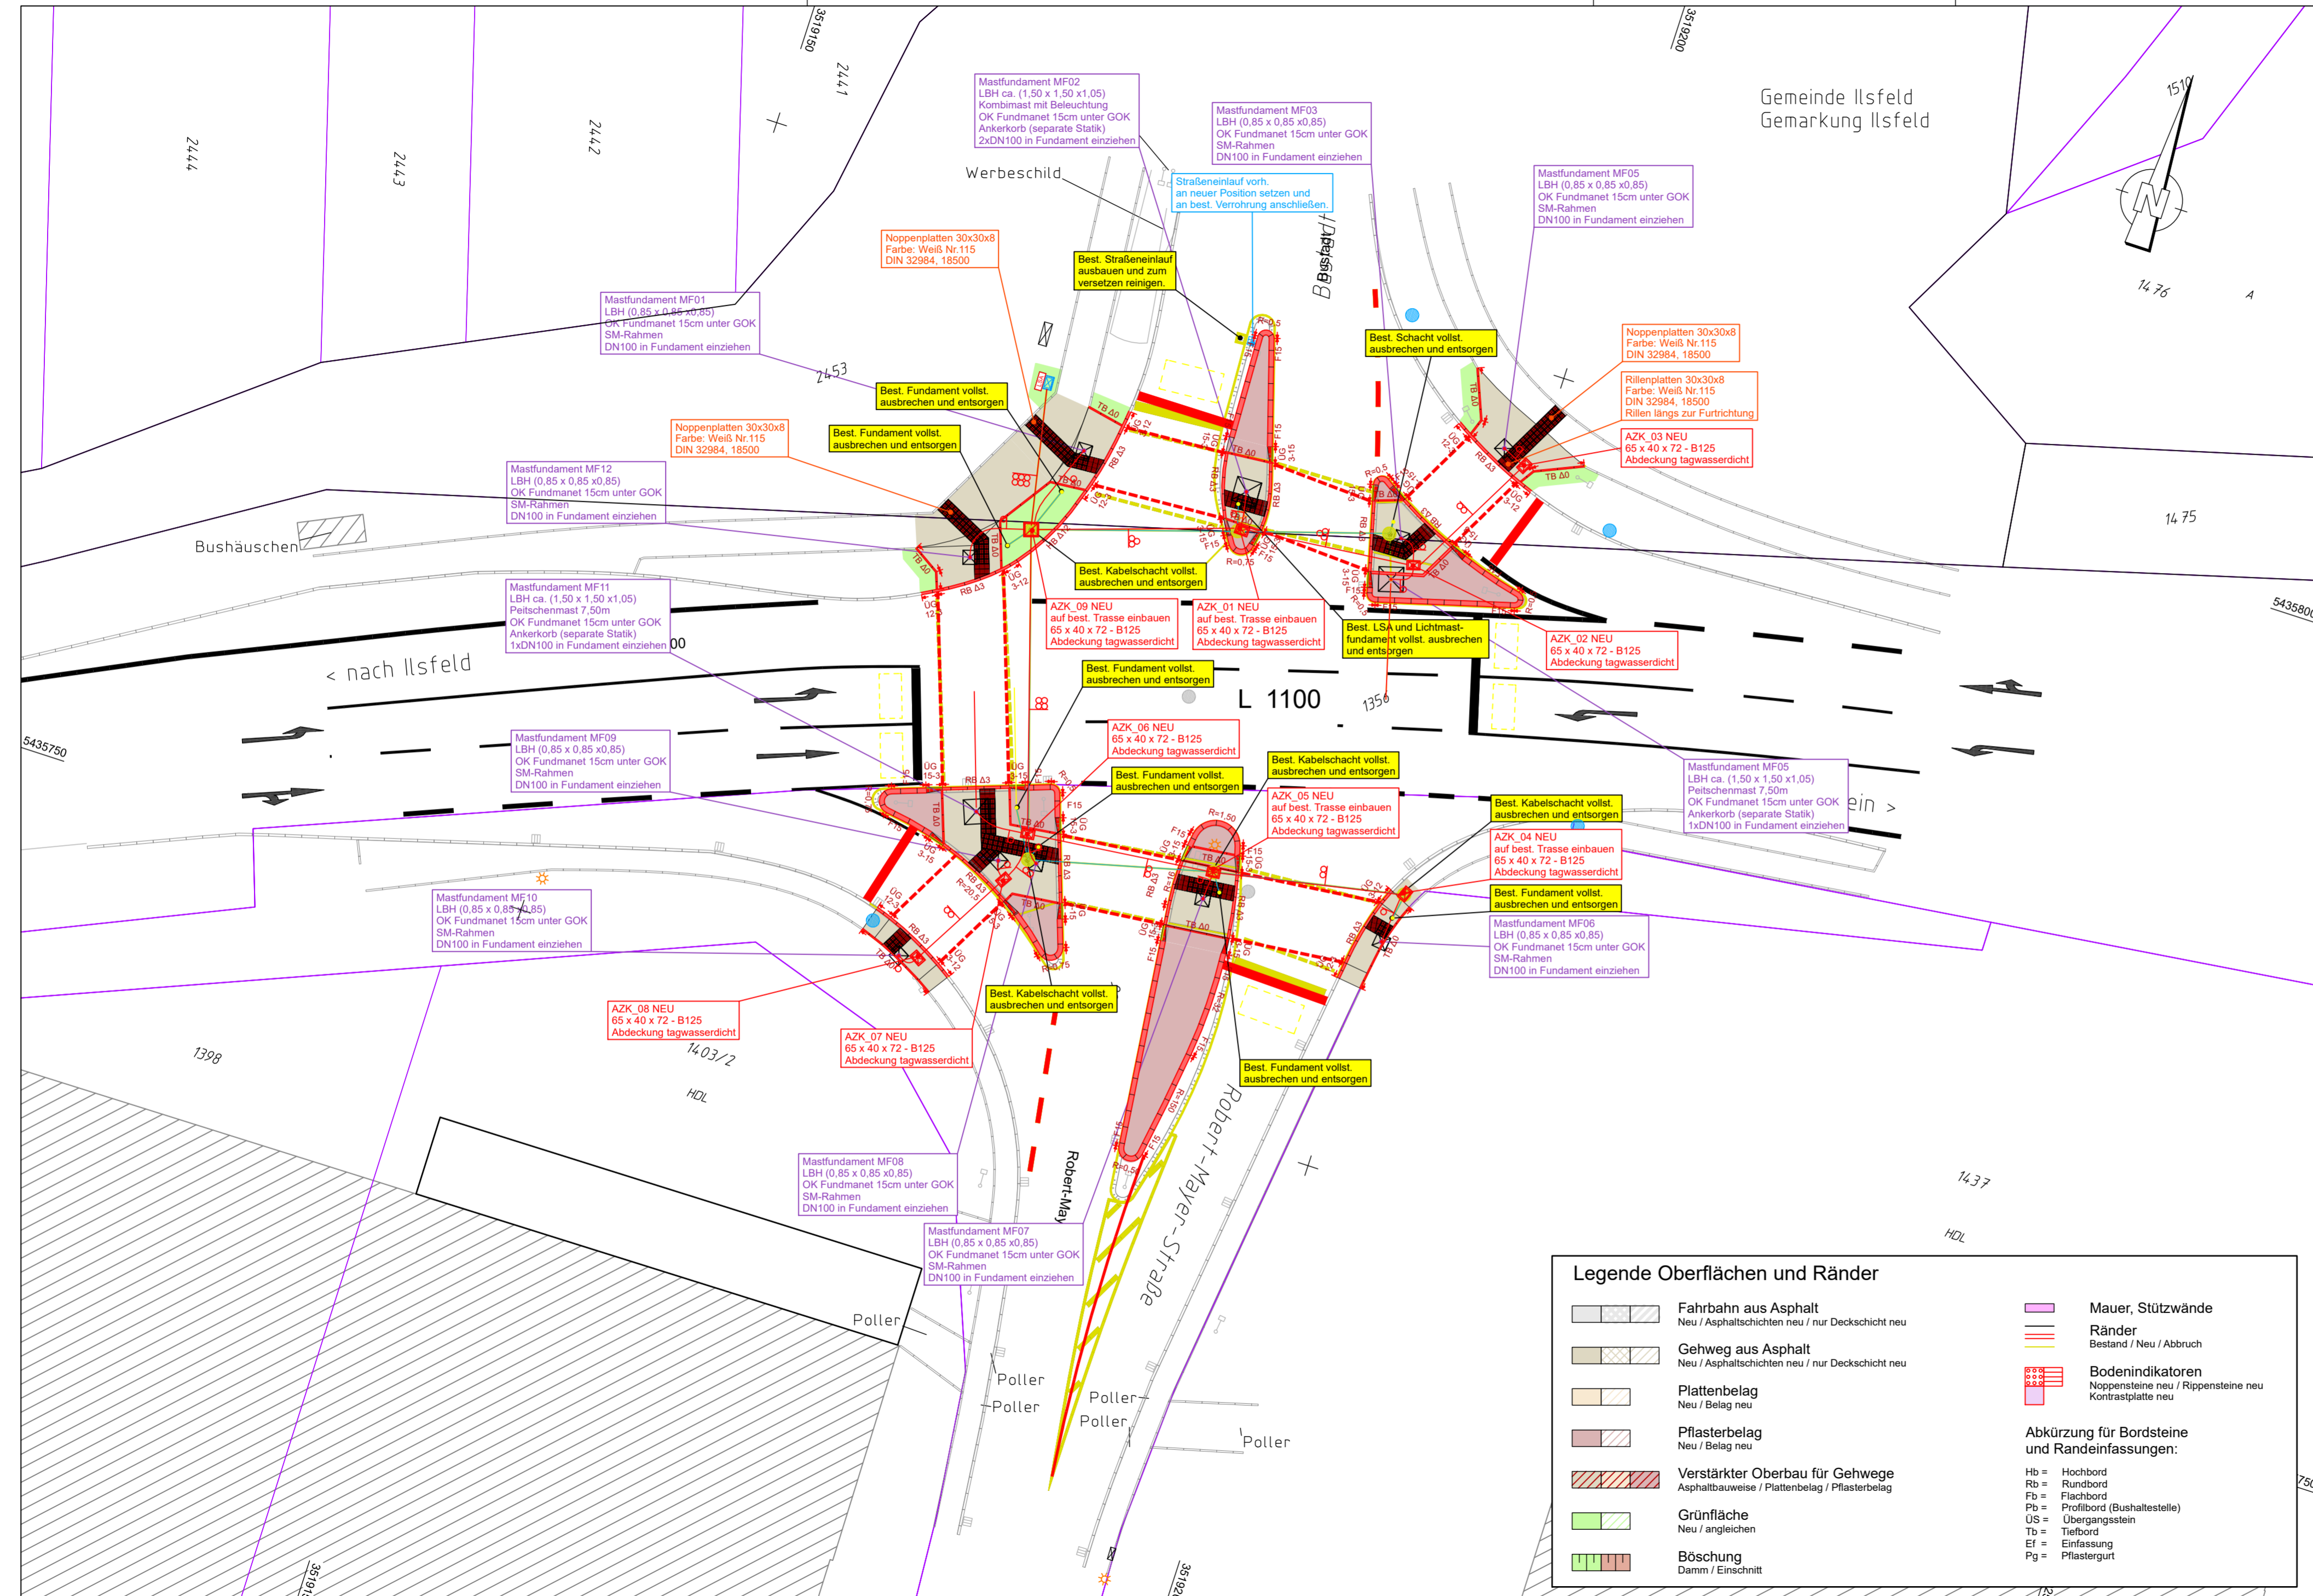 3519150
3519200
2441
2442
2443
2444
Gemeinde Ilsfeld
Gemarkung Ilsfeld
1510
1476
A
1475
Mastfundament MF02
LBH ca. (1,50 x 1,50 x1,05)
Kombimast mit Beleuchtung
OK Fundmanet 15cm unter GOK
Ankerkorb (separate Statik)
2xDN100 in Fundament einziehen
Mastfundament MF03
LBH (0,85 x 0,85 x0,85)
OK Fundmanet 15cm unter GOK
SM-Rahmen
DN100 in Fundament einziehen
Mastfundament MF05
LBH (0,85 x 0,85 x0,85)
OK Fundmanet 15cm unter GOK
SM-Rahmen
DN100 in Fundament einziehen
Werbeschild
Straßeneinlauf vorh.
an neuer Position setzen und
an best. Verrohrung anschließen.
Noppenplatten 30x30x8
Farbe: Weiß Nr.115
DIN 32984, 18500
Best. Straßeneinlauf
ausbauen und zum
versetzen reinigen.
Mastfundament MF01
LBH (0,85 x 0,85 x0,85)
OK Fundmanet 15cm unter GOK
SM-Rahmen
DN100 in Fundament einziehen
Best. Schacht vollst.
ausbrechen und entsorgen
Noppenplatten 30x30x8
Farbe: Weiß Nr.115
DIN 32984, 18500
Rillenplatten 30x30x8
Farbe: Weiß Nr.115
DIN 32984, 18500
Rillen längs zur Furtrichtung
AZK_03 NEU
65 x 40 x 72 - B125
Abdeckung tagwasserdicht
2453
Best. Fundament vollst.
ausbrechen und entsorgen
Best. Fundament vollst.
ausbrechen und entsorgen
Noppenplatten 30x30x8
Farbe: Weiß Nr.115
DIN 32984, 18500
Mastfundament MF12
LBH (0,85 x 0,85 x0,85)
OK Fundmanet 15cm unter GOK
SM-Rahmen
DN100 in Fundament einziehen
Bushäuschen
Best. Kabelschacht vollst.
ausbrechen und entsorgen
Mastfundament MF11
LBH ca. (1,50 x 1,50 x1,05)
Peitschenmast 7,50m
OK Fundmanet 15cm unter GOK
Ankerkorb (separate Statik)
1xDN100 in Fundament einziehen
00
AZK_09 NEU
auf best. Trasse einbauen
65 x 40 x 72 - B125
Abdeckung tagwasserdicht
AZK_01 NEU
auf best. Trasse einbauen
65 x 40 x 72 - B125
Abdeckung tagwasserdicht
Best. LSA und Lichtmast-
fundament vollst. ausbrechen
und entsorgen
AZK_02 NEU
65 x 40 x 72 - B125
Abdeckung tagwasserdicht
5435800
< nach Ilsfeld
Best. Fundament vollst.
ausbrechen und entsorgen
L 1100
1356
5435750
Mastfundament MF09
LBH (0,85 x 0,85 x0,85)
OK Fundmanet 15cm unter GOK
SM-Rahmen
DN100 in Fundament einziehen
AZK_06 NEU
65 x 40 x 72 - B125
Abdeckung tagwasserdicht
Best. Fundament vollst.
ausbrechen und entsorgen
Best. Kabelschacht vollst.
ausbrechen und entsorgen
AZK_05 NEU
auf best. Trasse einbauen
65 x 40 x 72 - B125
Abdeckung tagwasserdicht
Mastfundament MF05
LBH ca. (1,50 x 1,50 x1,05)
Peitschenmast 7,50m
OK Fundmanet 15cm unter GOK
Ankerkorb (separate Statik)
1xDN100 in Fundament einziehen
ein >
Best. Kabelschacht vollst.
ausbrechen und entsorgen
AZK_04 NEU
auf best. Trasse einbauen
65 x 40 x 72 - B125
Abdeckung tagwasserdicht
Best. Fundament vollst.
ausbrechen und entsorgen
Mastfundament MF06
LBH (0,85 x 0,85 x0,85)
OK Fundmanet 15cm unter GOK
SM-Rahmen
DN100 in Fundament einziehen
Mastfundament MF10
LBH (0,85 x 0,85 x0,85)
OK Fundmanet 15cm unter GOK
SM-Rahmen
DN100 in Fundament einziehen
Best. Kabelschacht vollst.
ausbrechen und entsorgen
AZK_08 NEU
65 x 40 x 72 - B125
Abdeckung tagwasserdicht
AZK_07 NEU
65 x 40 x 72 - B125
Abdeckung tagwasserdicht
Best. Fundament vollst.
ausbrechen und entsorgen
1398
1403/2
HDL
Mastfundament MF08
LBH (0,85 x 0,85 x0,85)
OK Fundmanet 15cm unter GOK
SM-Rahmen
DN100 in Fundament einziehen
Mastfundament MF07
LBH (0,85 x 0,85 x0,85)
OK Fundmanet 15cm unter GOK
SM-Rahmen
DN100 in Fundament einziehen
Robert-May
Robert-Mayer-Straße
1437
HDL
Poller
Poller
Poller
Poller
Poller
Poller
Legende Oberflächen und Ränder
Fahrbahn aus Asphalt
Neu / Asphaltschichten neu / nur Deckschicht neu
Gehweg aus Asphalt
Neu / Asphaltschichten neu / nur Deckschicht neu
Plattenbelag
Neu / Belag neu
Pflasterbelag
Neu / Belag neu
Verstärkter Oberbau für Gehwege
Asphaltbauweise / Plattenbelag / Pflasterbelag
Grünfläche
Neu / angleichen
Böschung
Damm / Einschnitt
Mauer, Stützwände
Ränder
Bestand / Neu / Abbruch
Bodenindikatoren
Noppensteine neu / Rippensteine neu
Kontrastplatte neu
Abkürzung für Bordsteine
und Randeinfassungen:
Hb = Hochbord
Rb = Rundbord
Fb = Flachbord
Pb = Profilbord (Bushaltestelle)
ÜS = Übergangsstein
Tb = Tiefbord
Ef = Einfassung
Pg = Pflastergurt